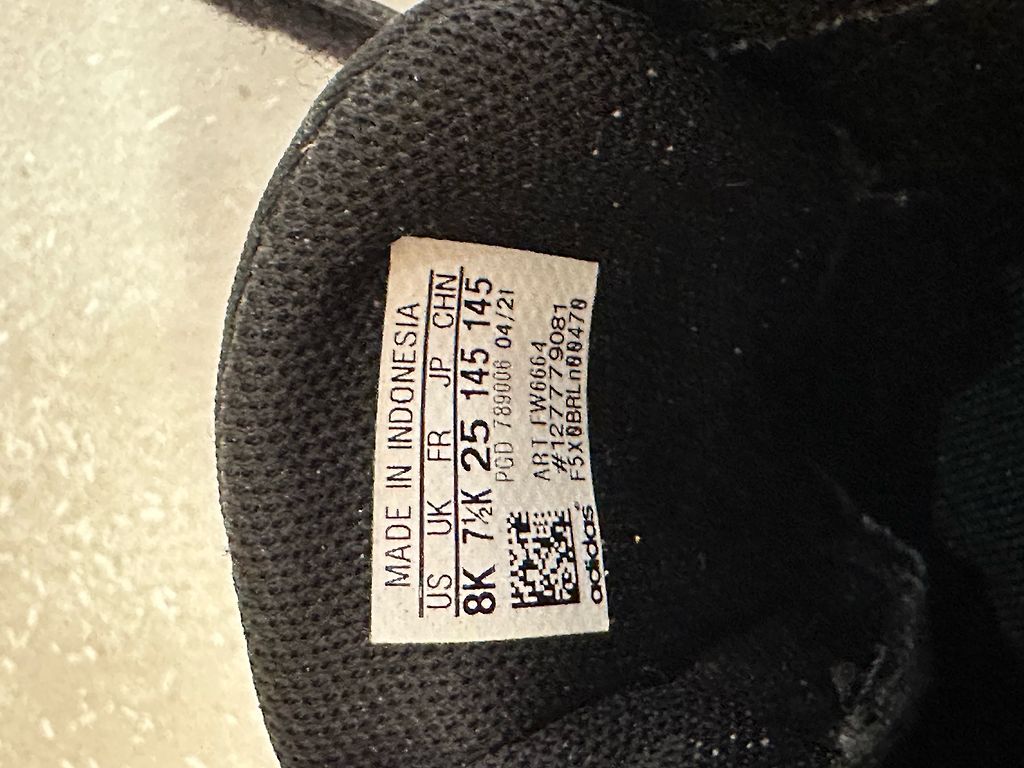 MADE IN INDONESIA
US UK FR JP CHN
8K 7½K 25 145 145
PGD 789006 04/21
ART FW6664
#1277779081
F5X0BRLn00470
adidas